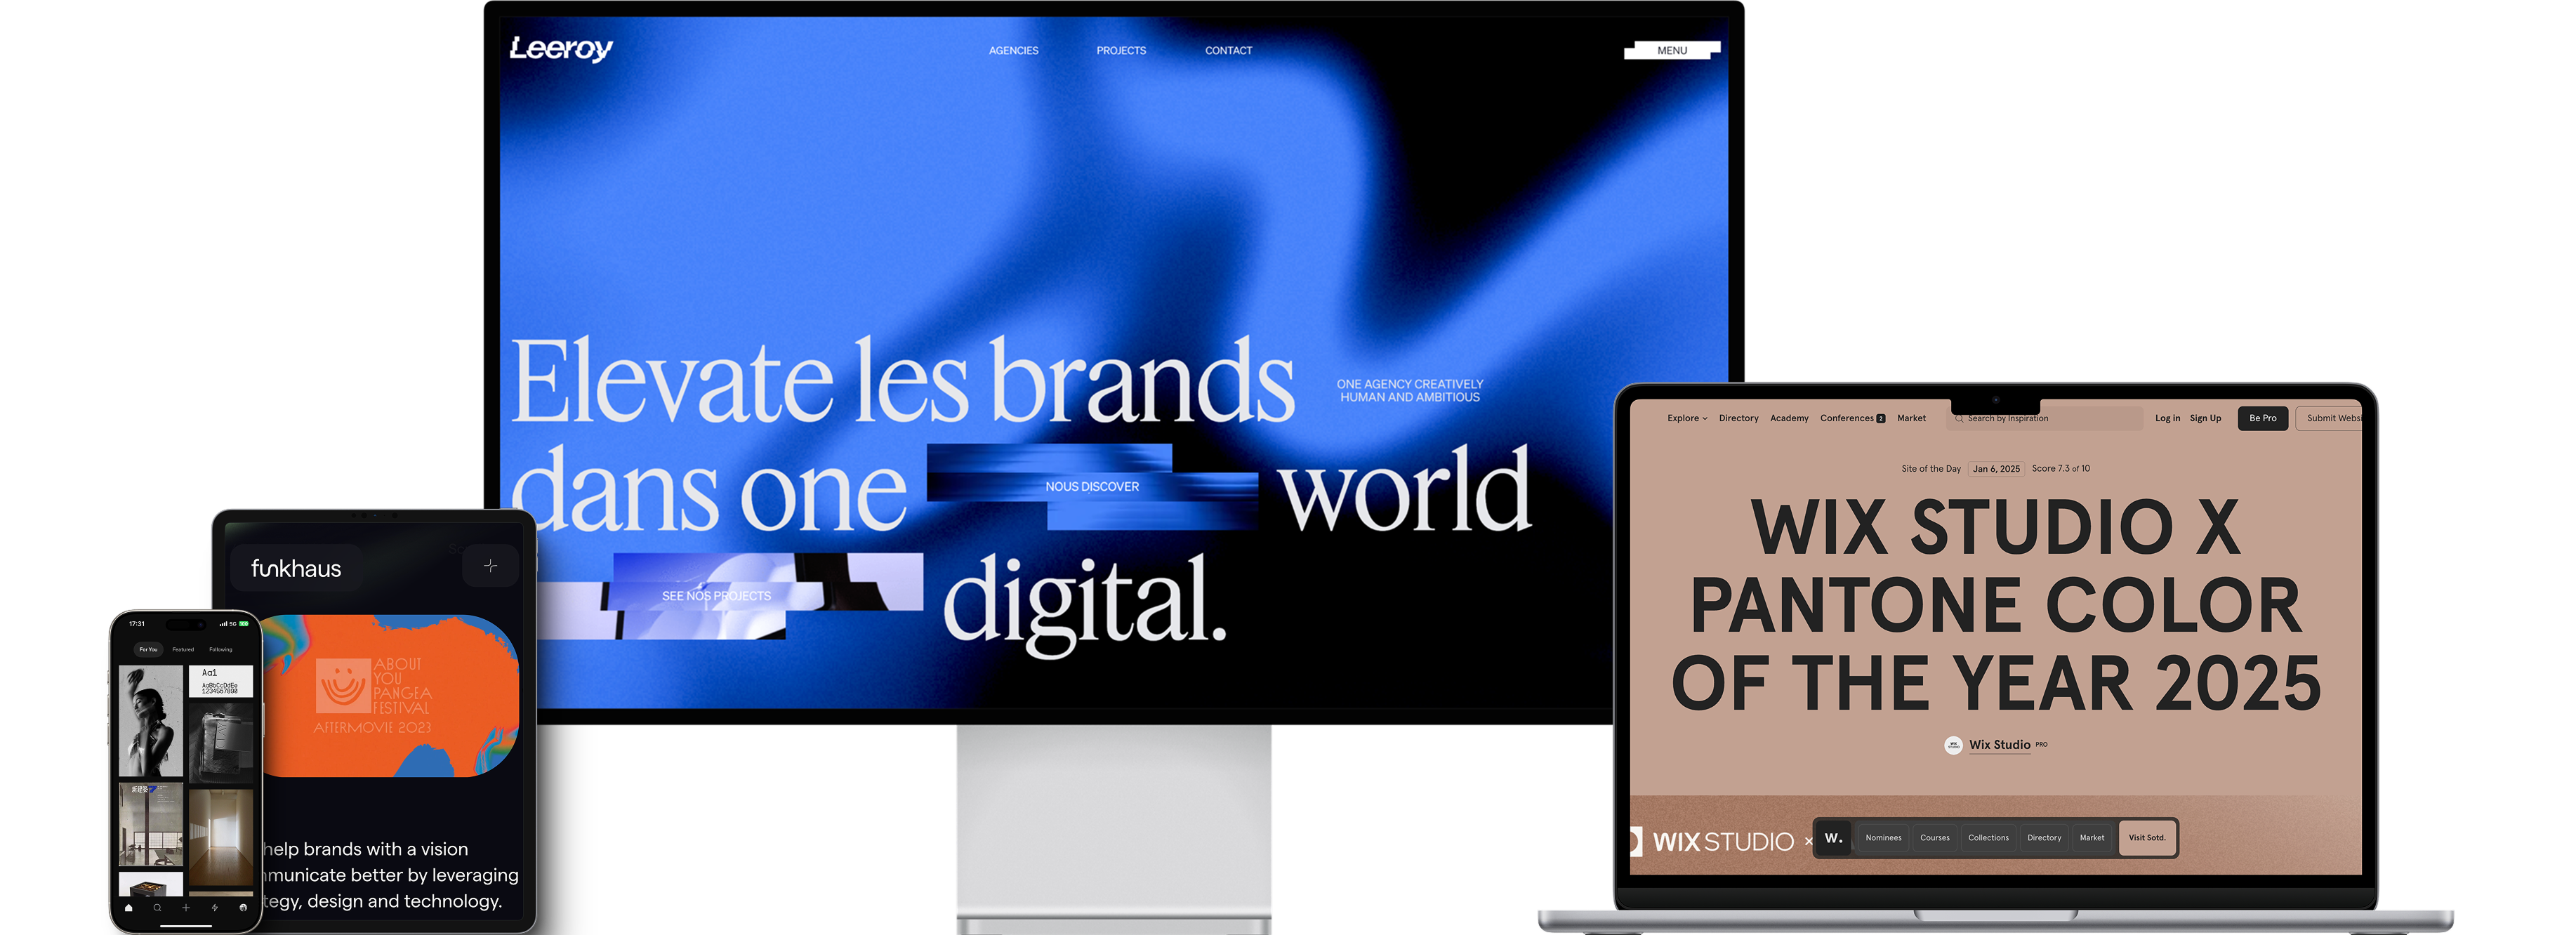 Leeroy
AGENCIES
PROJECTS
CONTACT
MENU
Elevate les brands
ONE AGENCY CREATIVELY
HUMAN AND AMBITIOUS
dans one
NOUS DISCOVER
world
SEE NOS PROJECTS
digital.
funkhaus
ABOUT
YOU
PANGEA
FESTIVAL
AFTERMOVIE 2023
help brands with a vision
mmunicate better by leveraging
tegy, design and technology.
17:31
5G
For You
Featured
Following
Aa1
AaBbCcDdEe
1234567890
Explore
Directory
Academy
Conferences 2
Market
Search by Inspiration
Log in
Sign Up
Be Pro
Submit Websi
Site of the Day
Jan 6, 2025
Score 7.3 of 10
WIX STUDIO X
PANTONE COLOR
OF THE YEAR 2025
Wix Studio PRO
WIX STUDIO ×
W.
Nominees
Courses
Collections
Directory
Market
Visit Sotd.